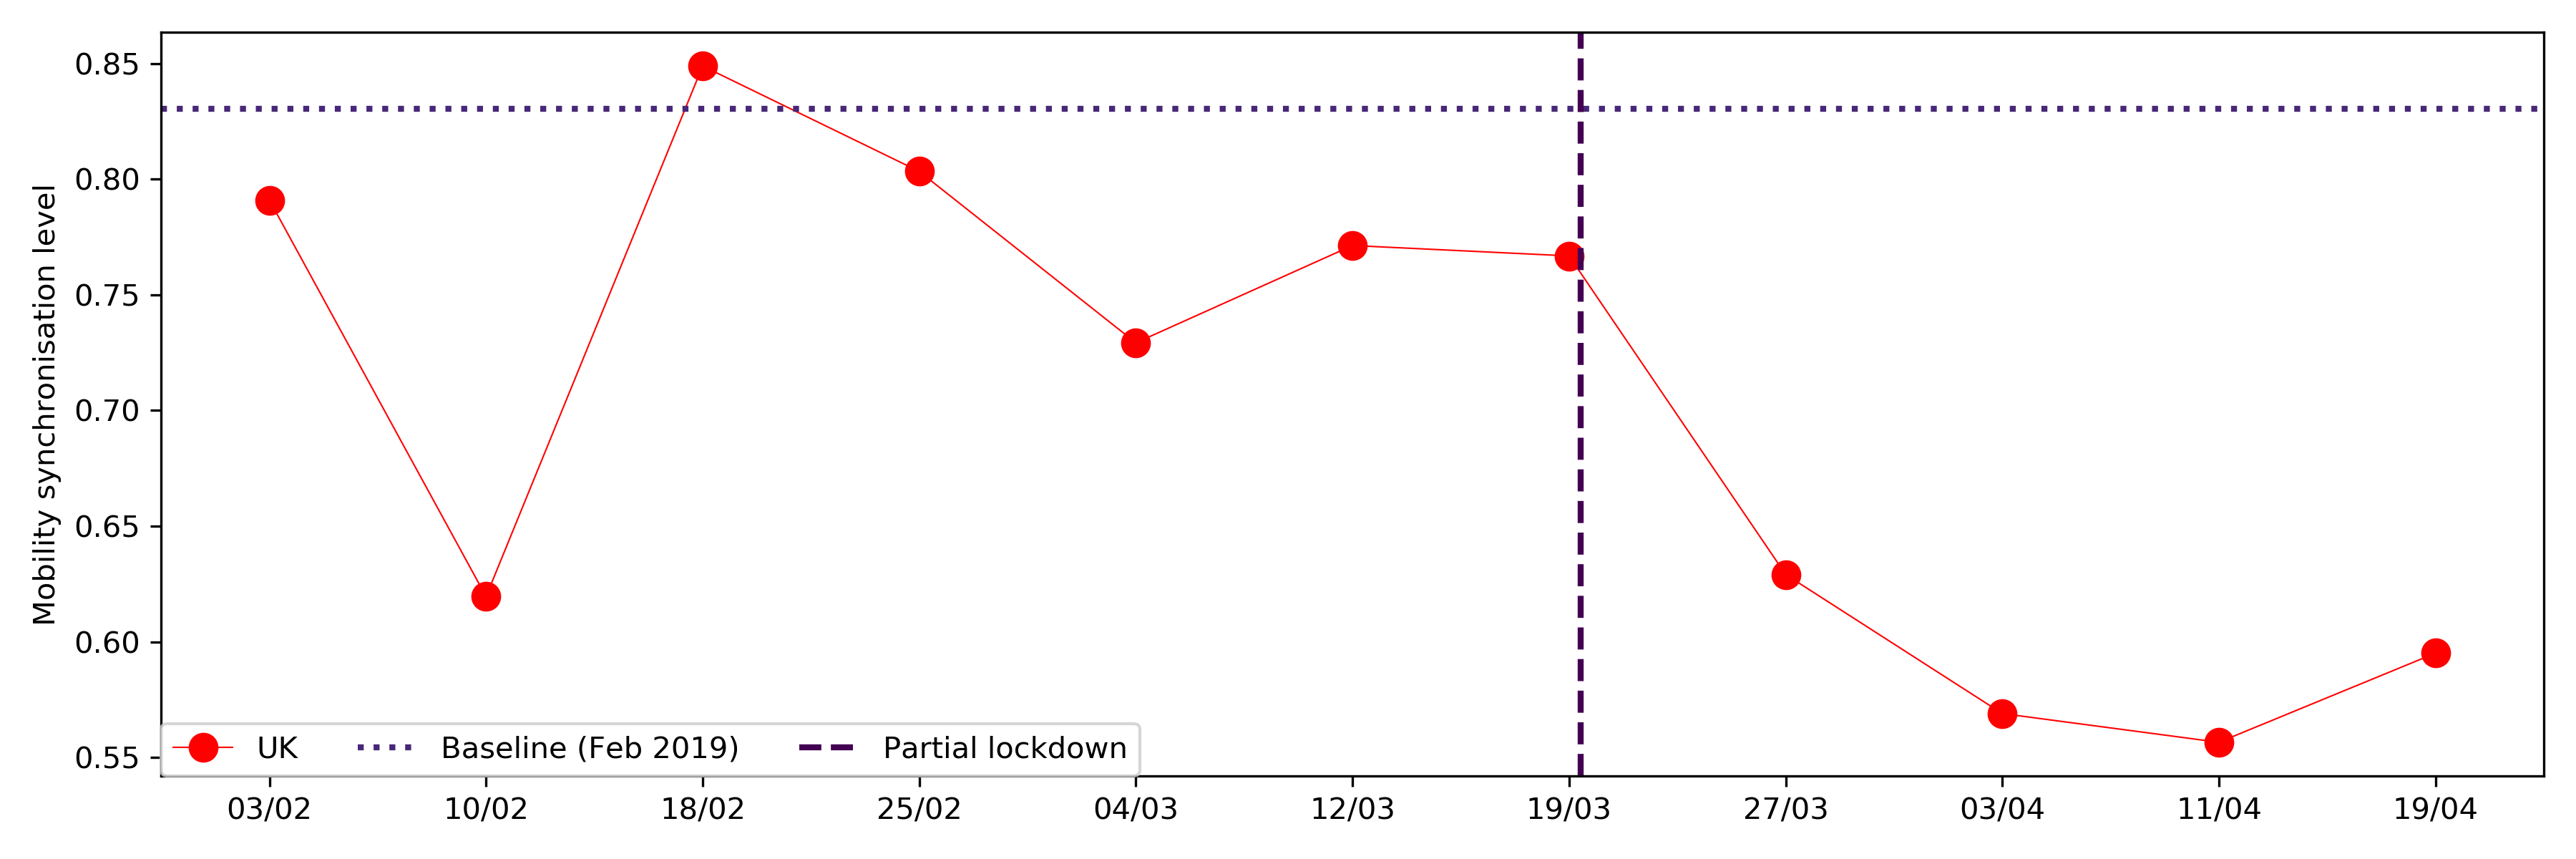 Mobility synchronisation level
0.85
0.80
0.75
0.70
0.65
0.60
0.55
UK Baseline (Feb 2019) Partial lockdown
03/02 10/02 18/02 25/02 04/03 12/03 19/03 27/03 03/04 11/04 19/04